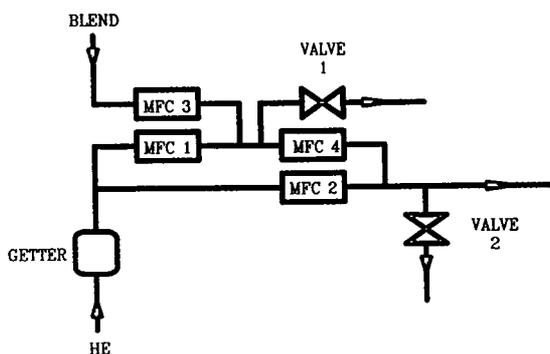 BLEND
VALVE
1
MFC 3
MFC 1
MFC 4
MFC 2
VALVE
2
GETTER
HE